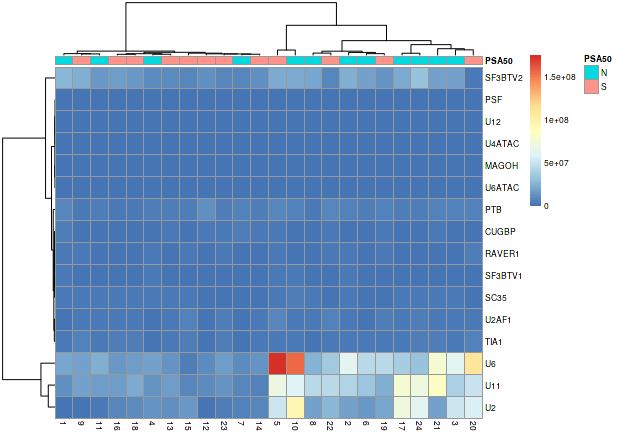 PSA50
SF3BTV2
PSF
U12
U4ATAC
MAGOH
U6ATAC
PTB
CUGBP
RAVER1
SF3BTV1
SC35
U2AF1
TIA1
U6
U11
U2
1 9 11 16 18 4 13 15 12 23 7 14 5 10 8 22 2 6 19 17 24 21 3 20
1.5e+08
1e+08
5e+07
0
PSA50
N
S